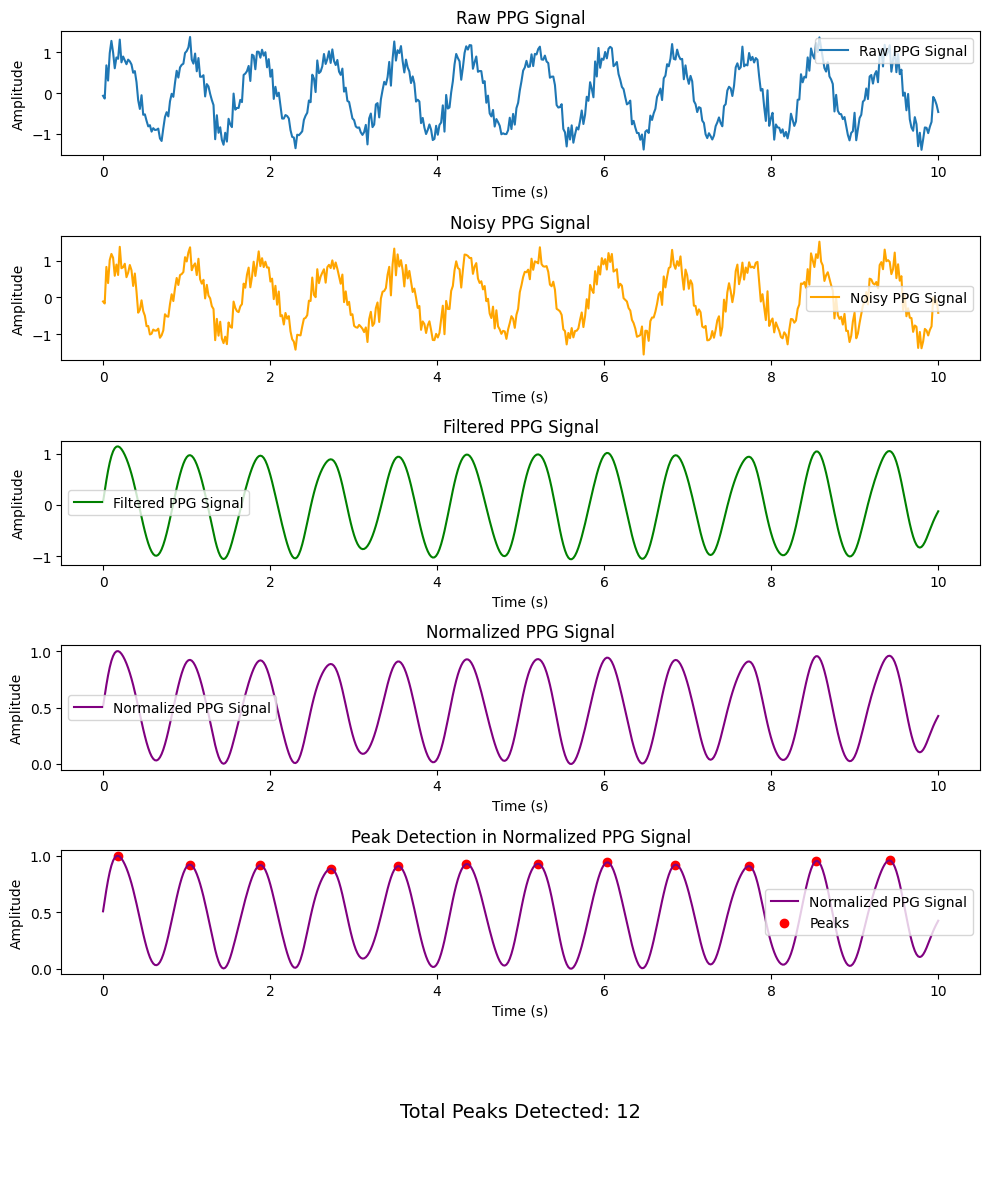 Raw PPG Signal
1
0
−1
Amplitude
Raw PPG Signal
0 2 4 6 8 10
Time (s)
Noisy PPG Signal
1
0
−1
Amplitude
Noisy PPG Signal
0 2 4 6 8 10
Time (s)
Filtered PPG Signal
1
0
−1
Amplitude
Filtered PPG Signal
0 2 4 6 8 10
Time (s)
Normalized PPG Signal
1.0
0.5
0.0
Amplitude
Normalized PPG Signal
0 2 4 6 8 10
Time (s)
Peak Detection in Normalized PPG Signal
1.0
0.5
0.0
Amplitude
Normalized PPG Signal
Peaks
0 2 4 6 8 10
Time (s)
Total Peaks Detected: 12